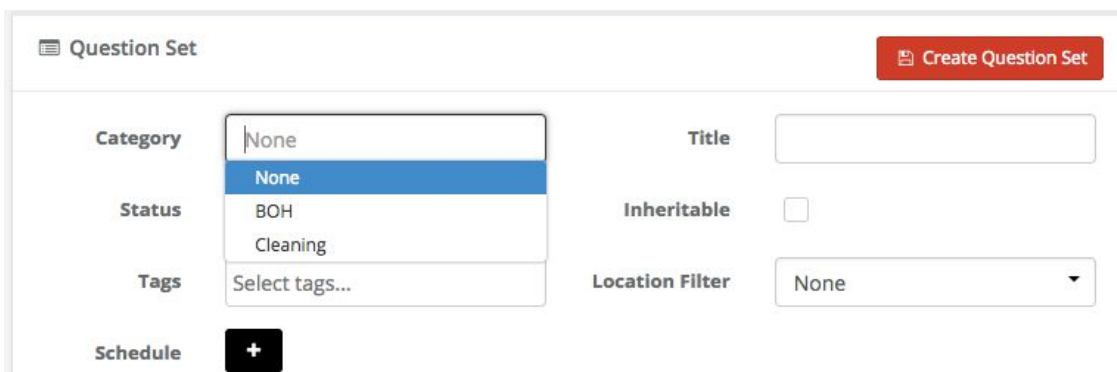 Question Set
Create Question Set
Category
None
Title
None
BOH
Cleaning
Status
Inheritable
Tags
Select tags...
Location Filter
None
Schedule
+